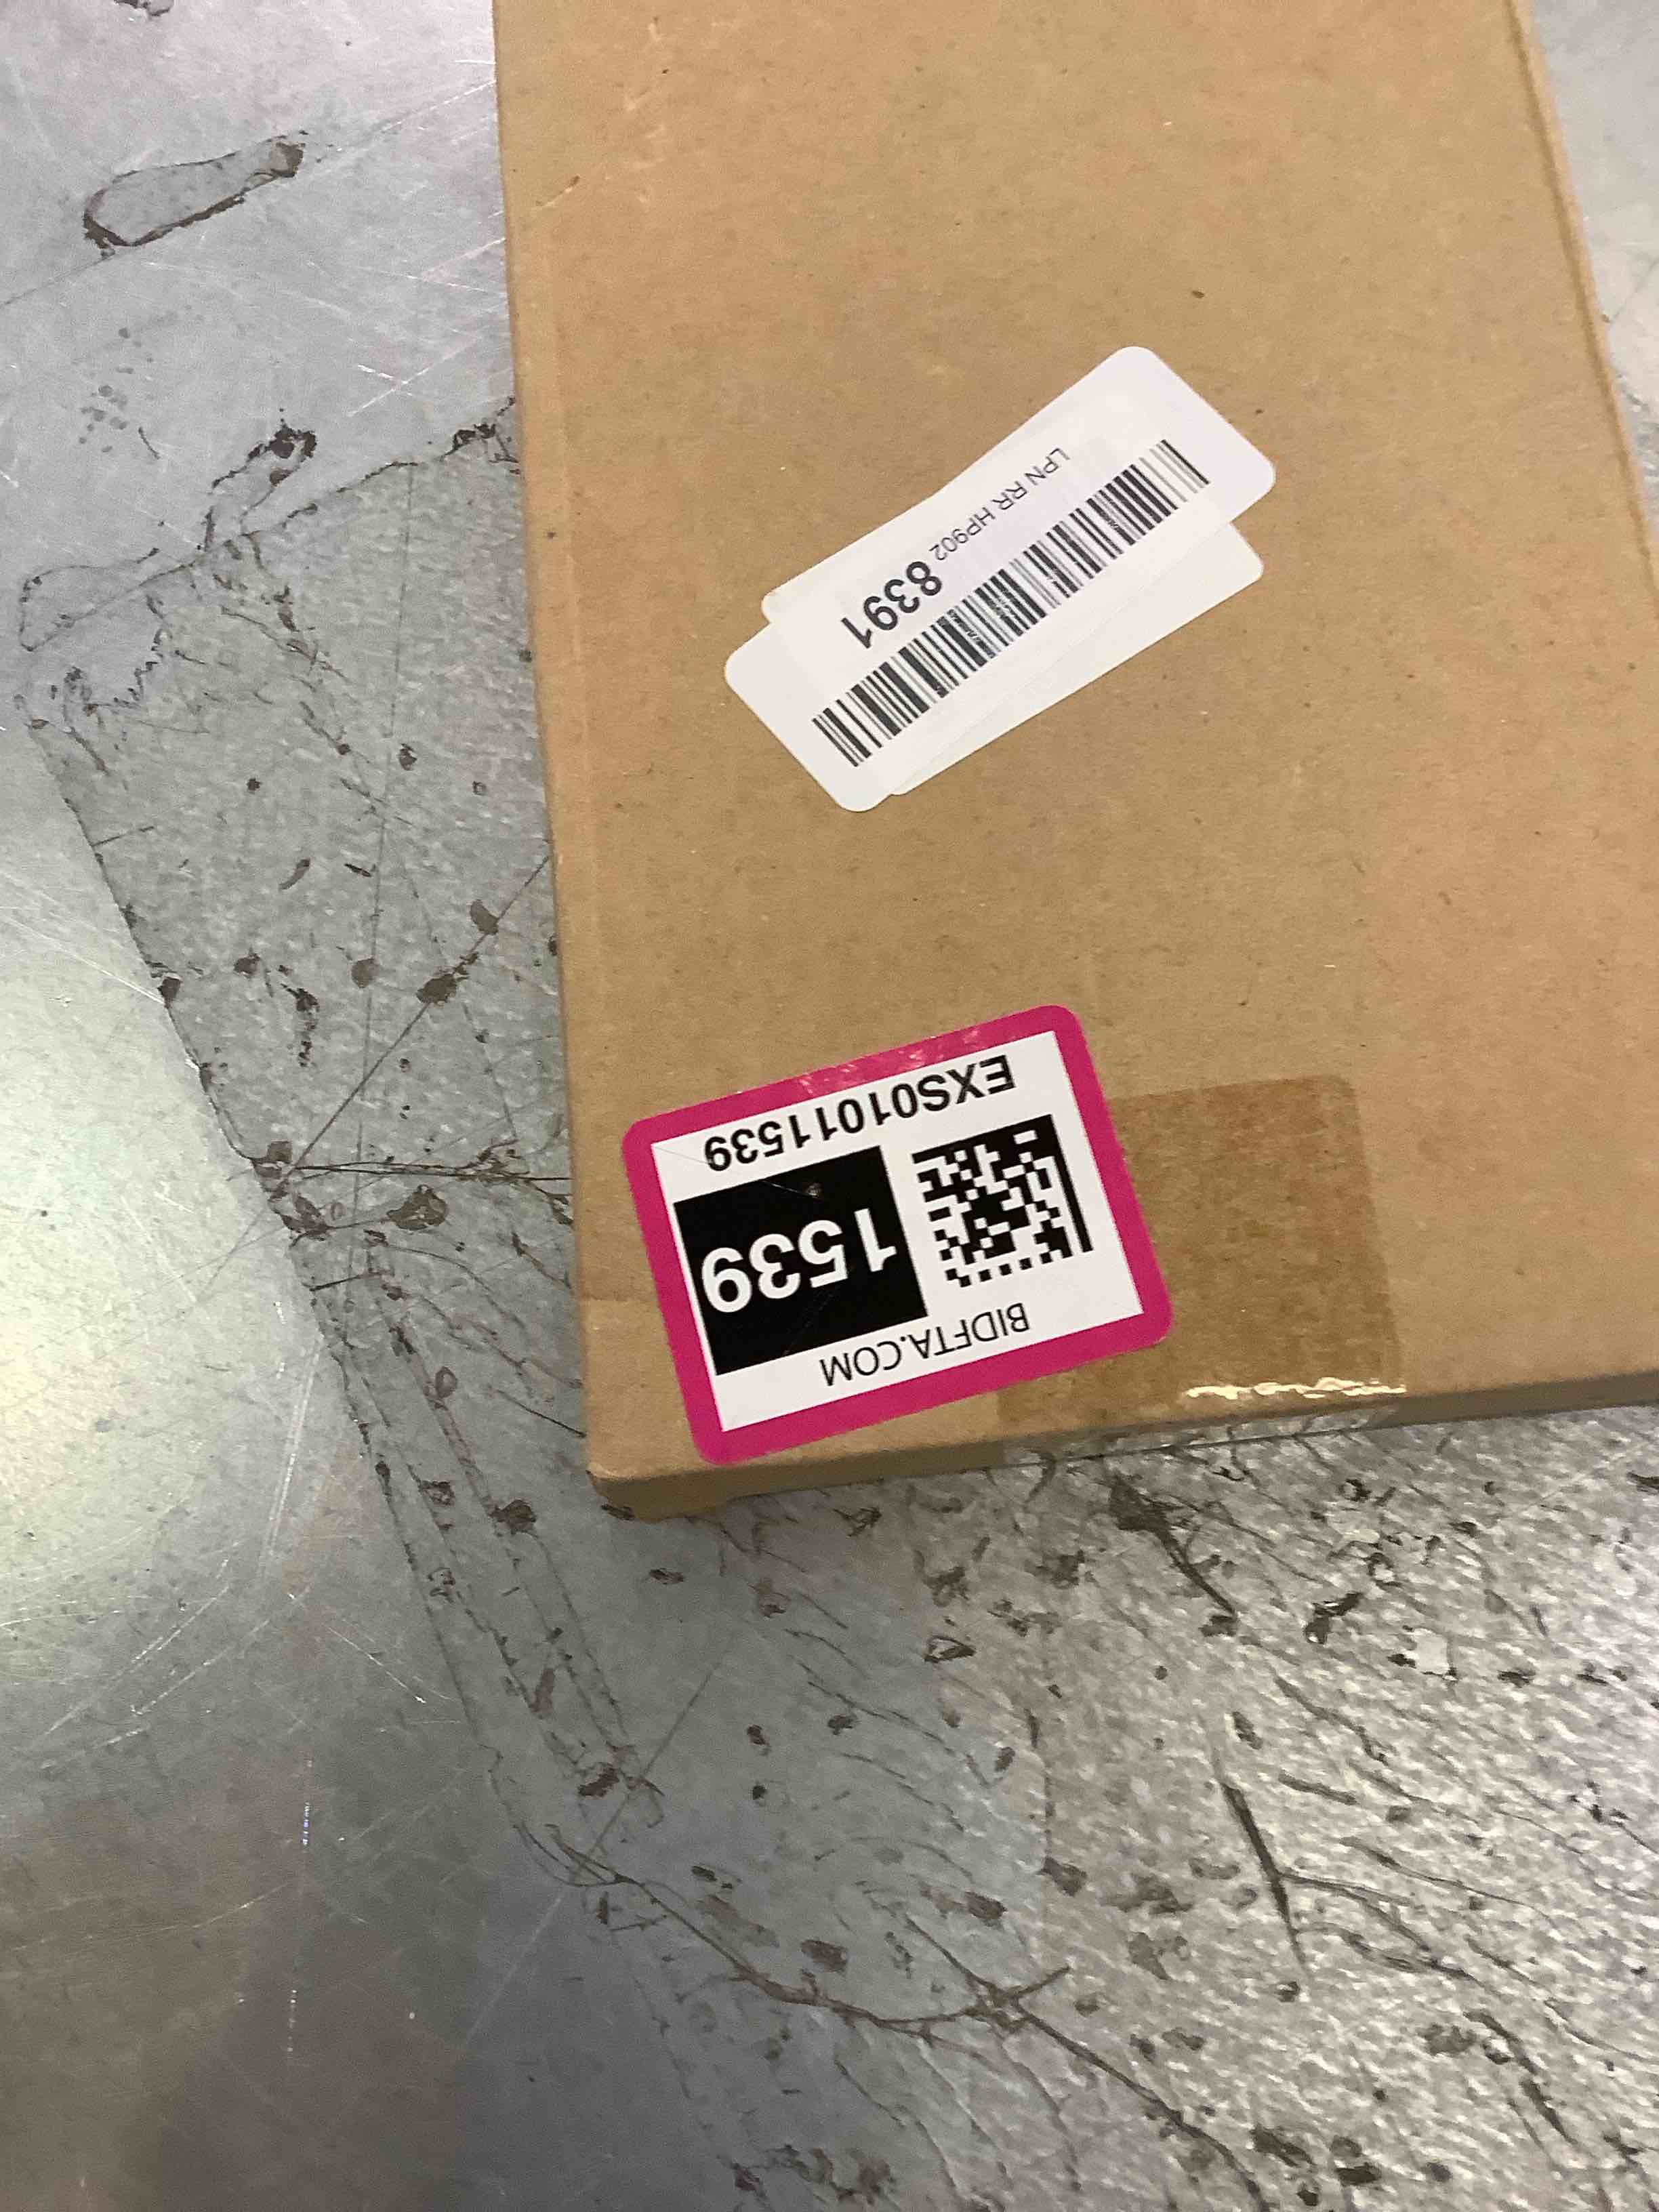 LPN RR HP902 8391
BIDFTA.COM
1539
EXS01011539